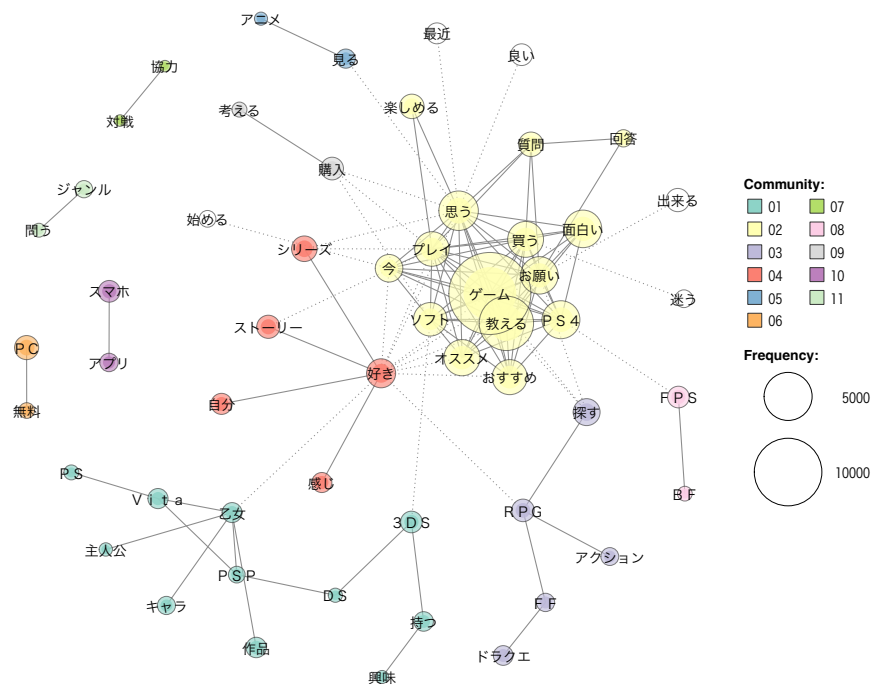 アニメ
見る
最近
良い
協力
対戦
考える
楽しめる
質問
回答
購入
ジャンル
問う
始める
思う
出来る
シリーズ
プレイ
買う
面白い
今
お願い
スマホ
ゲーム
迷う
ストーリー
ソフト
教える
ＰＳ４
ＰＣ
アプリ
オススメ
好き
おすすめ
無料
自分
探す
ＦＰＳ
ＰＳ
Ｖｉｔａ
感じ
ＢＦ
乙女
３ＤＳ
ＲＰＧ
主人公
アクション
ＰＳＰ
ＤＳ
キャラ
ＦＦ
持つ
作品
ドラクエ
興味
Community:
01 07
02 08
03 09
04 10
05 11
06
Frequency:
5000
10000